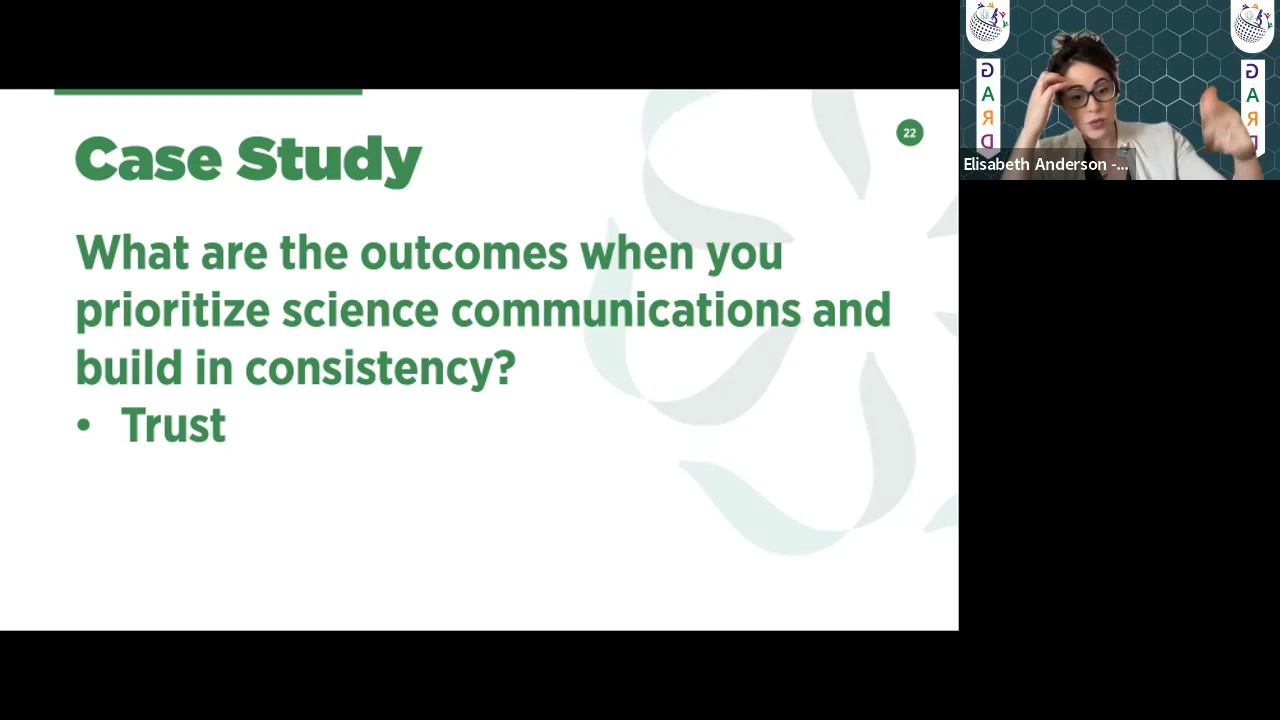 Case Study
22
What are the outcomes when you
prioritize science communications and
build in consistency?
• Trust
Elisabeth Anderson -...
G
A
R
D
G
A
R
D